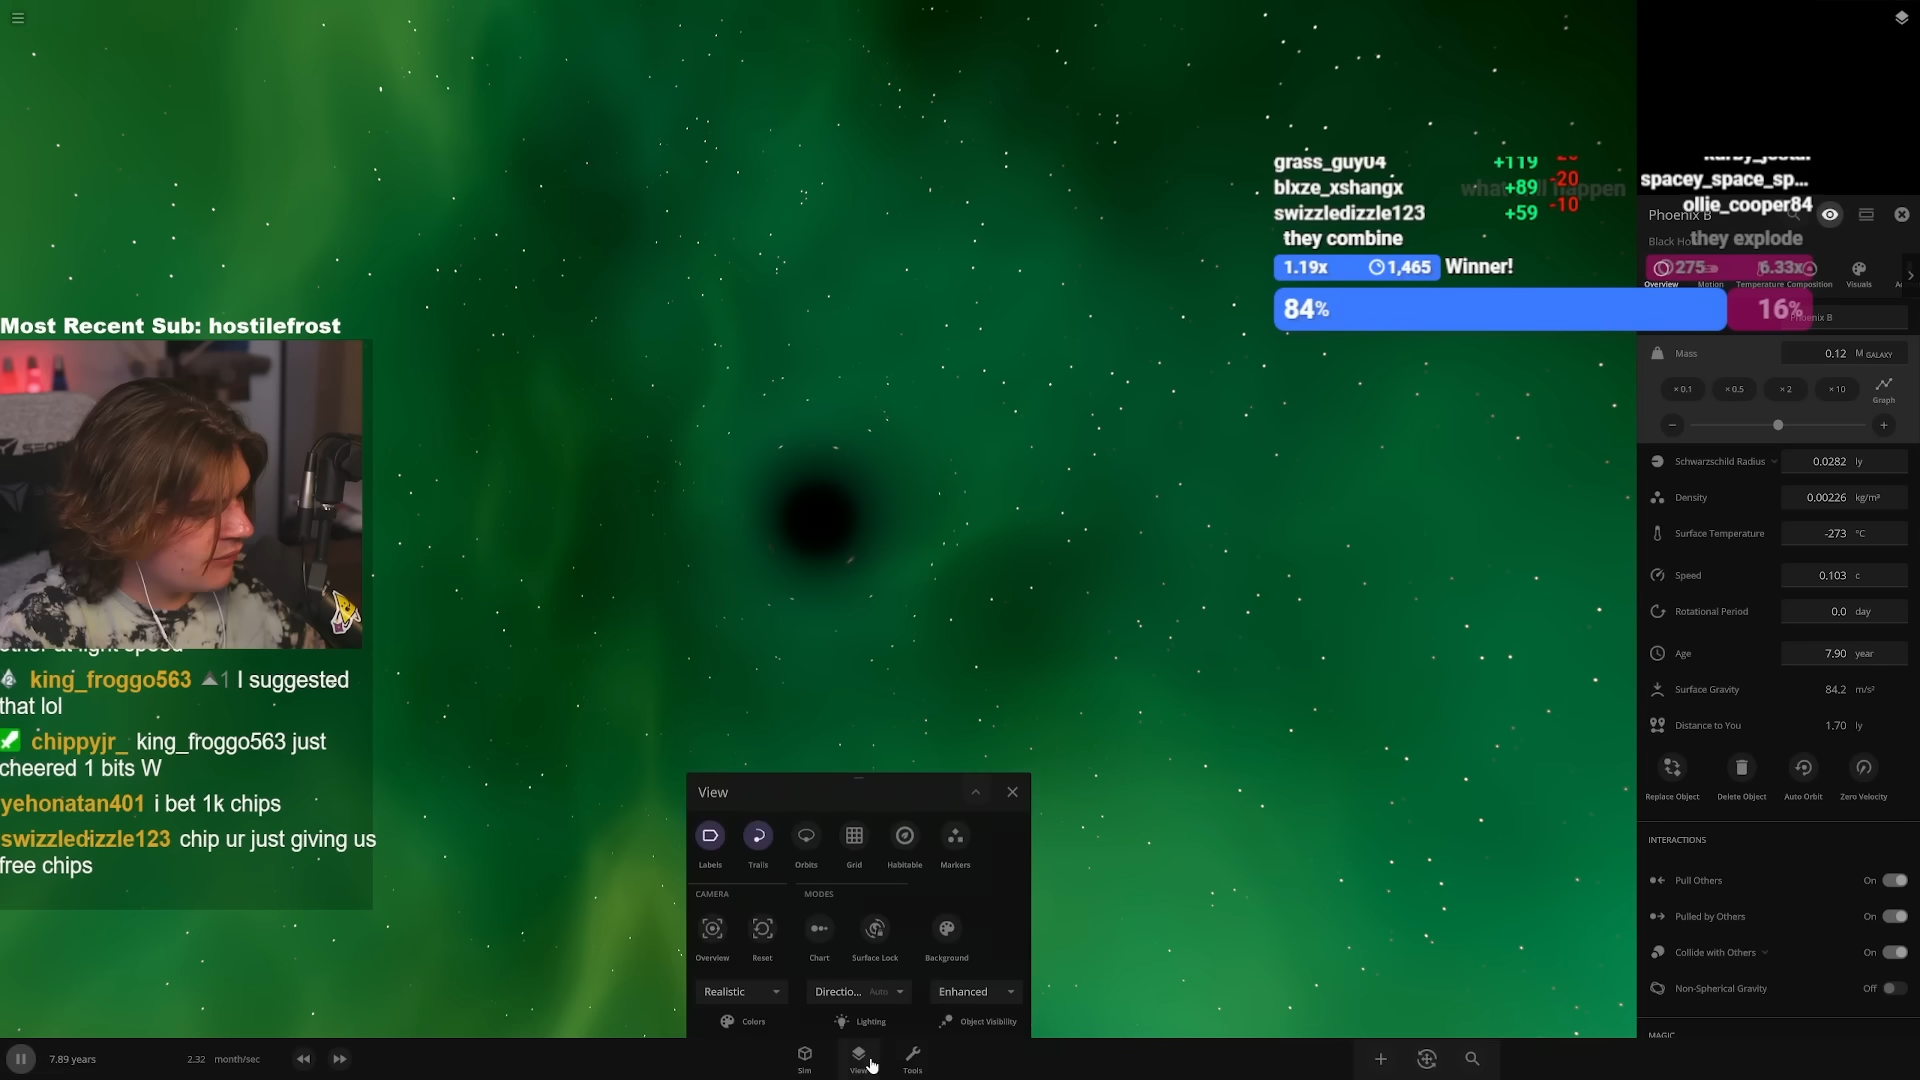 grass_guy04 +119
-20
blxze_xshangx +89
-10
swizzledizzle123 +59
they combine
1.19x 1,465 Winner!
84%
16%
spacey_space_sp...
ollie_cooper84
they explode
275 6.33x
Phoenix B
Overview Motion Temperature Composition Visuals
Phoenix B
Mass 0.12 M GALAXY
× 0.1 × 0.5 × 2 × 10 Graph
Schwarzschild Radius 0.0282 ly
Density 0.00226 kg/m³
Surface Temperature -273 °C
Speed 0.103 c
Rotational Period 0.0 day
Age 7.90 year
Surface Gravity 84.2 m/s²
Distance to You 1.70 ly
Replace Object Delete Object Auto Orbit Zero Velocity
INTERACTIONS
Pull Others On
Pulled by Others On
Collide with Others On
Non-Spherical Gravity Off
MAGIC
Most Recent Sub: hostilefrost
other at light speed
king_froggo563 1 I suggested
that lol
chippyjr_ king_froggo563 just
cheered 1 bits W
yehonatan401 i bet 1k chips
swizzledizzle123 chip ur just giving us
free chips
View
Labels Trails Orbits Grid Habitable Markers
CAMERA MODES
Overview Reset Chart Surface Lock Background
Realistic Directio... Auto Enhanced
Colors Lighting Object Visibility
7.89 years 2.32 month/sec
Sim View Tools